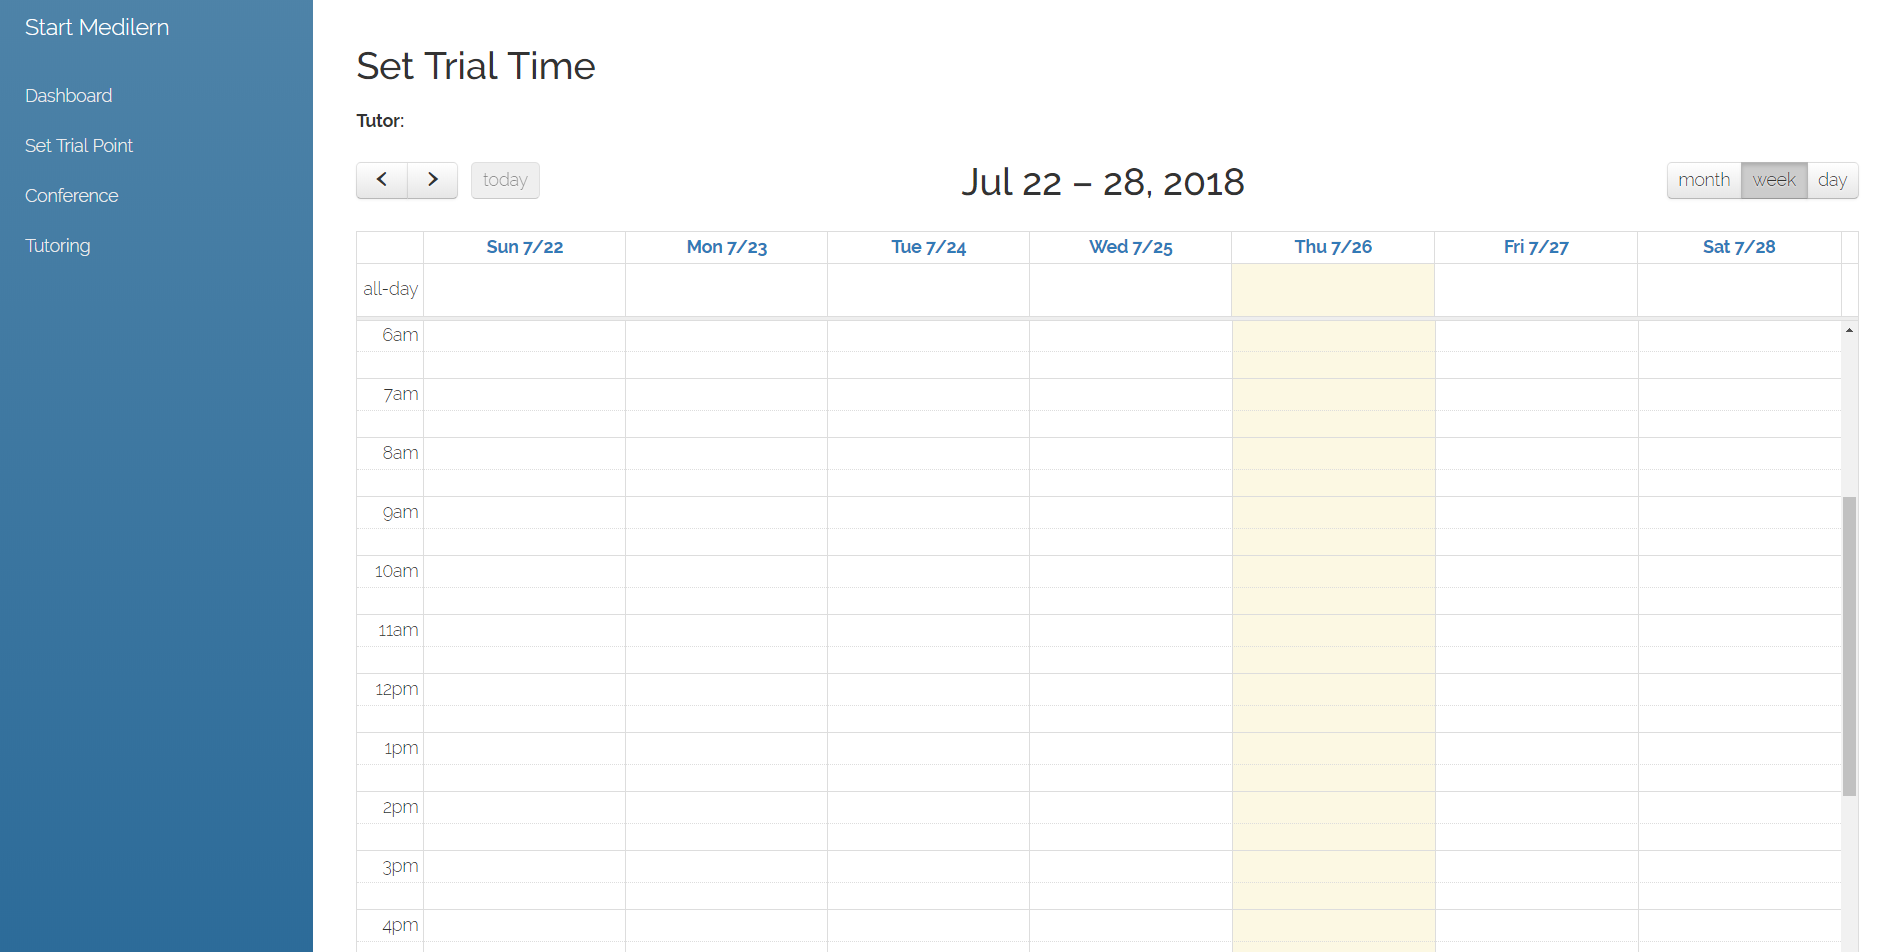 Start Medilern
Dashboard
Set Trial Point
Conference
Tutoring
Set Trial Time
Tutor:
today
Jul 22 – 28, 2018
month week day
Sun 7/22 Mon 7/23 Tue 7/24 Wed 7/25 Thu 7/26 Fri 7/27 Sat 7/28
all-day
6am
7am
8am
9am
10am
11am
12pm
1pm
2pm
3pm
4pm